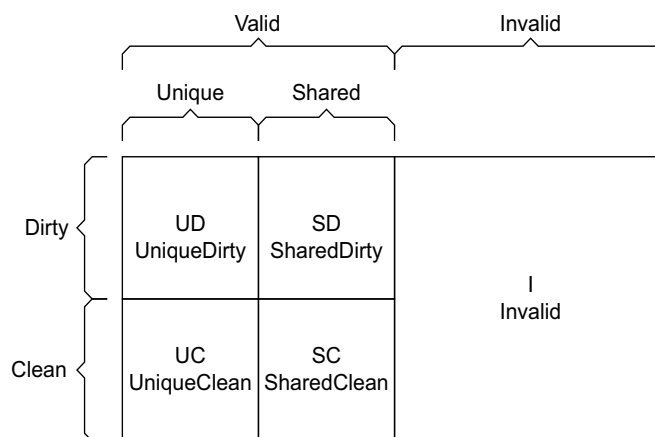 Valid
Invalid
Unique
Shared
Dirty
UD
UniqueDirty
SD
SharedDirty
I
Invalid
Clean
UC
UniqueClean
SC
SharedClean